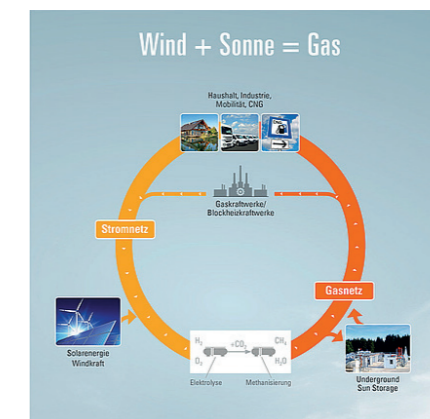 Wind + Sonne = Gas
Haushalt, Industrie,
Mobilität, CNG
Gaskraftwerke/
Blockheizkraftwerke
Stromnetz
Gasnetz
Solarenergie
Windkraft
H₂
O₂
+CO₂
CH₄
H₂O
Elektrolyse
Methanisierung
Underground
Sun Storage